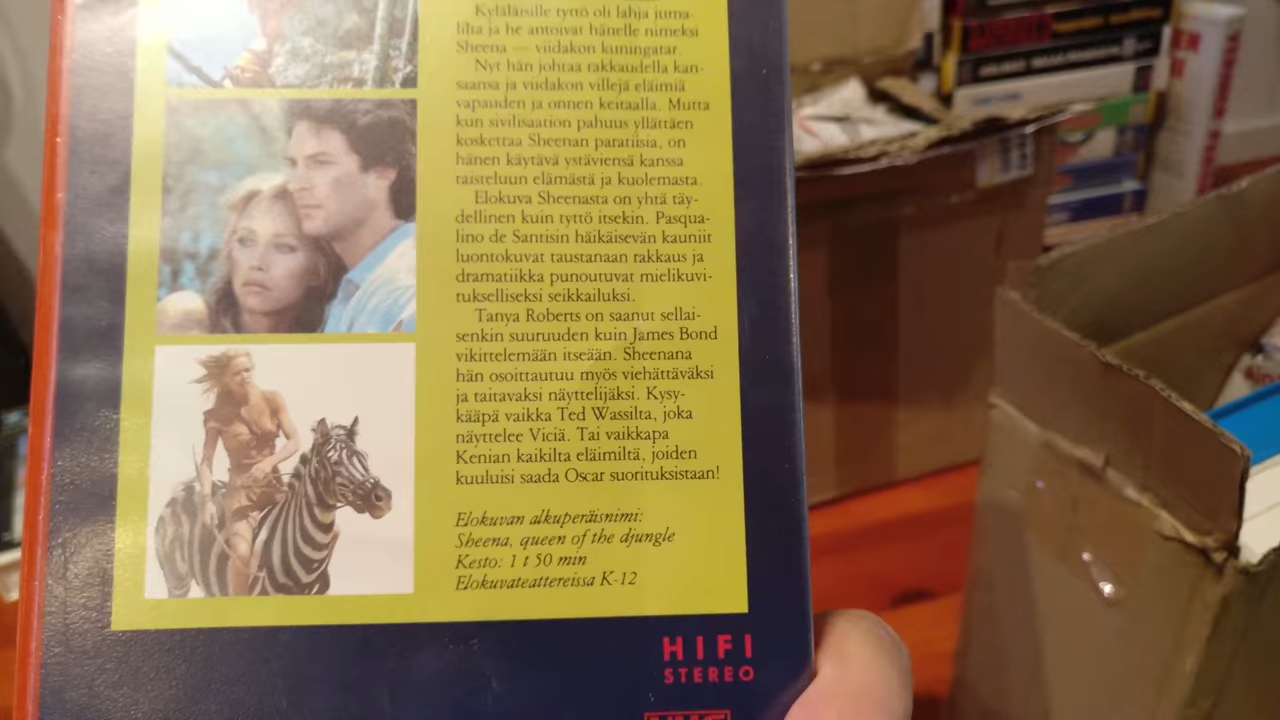 Kyläläisille tyttö oli lahja juma-
lilta ja he antoivat hänelle nimeksi
Sheena — viidakon kuningatar.
Nyt hän johtaa rakkaudella kan-
saansa ja viidakon villejä eläimiä
vapauden ja onnen keitaalla. Mutta
kun sivilisaation pahuus yllättäen
koskettaa Sheenan paratiisia, on
hänen käytävä ystäviensä kanssa
taisteluun elämästä ja kuolemasta.
Elokuva Sheenasta on yhtä täy-
dellinen kuin tyttö itsekin. Pasqua-
lino de Santisin häikäisevän kauniit
luontokuvat taustanaan rakkaus ja
dramatiikka punoutuvat mielikuvi-
tukselliseksi seikkailuksi.
Tanya Roberts on saanut sellai-
senkin suuruuden kuin James Bond
vikittelemään itseään. Sheenana
hän osoittautuu myös viehättäväksi
ja taitavaksi näyttelijäksi. Kysy-
kääpä vaikka Ted Wassilta, joka
näyttelee Viciä. Tai vaikkapa
Kenian kaikilta eläimiltä, joiden
kuuluisi saada Oscar suorituksistaan!
Elokuvan alkuperäisnimi:
Sheena, queen of the djungle
Kesto: 1 t 50 min
Elokuvateattereissa K-12
HIFI
STEREO
VHS